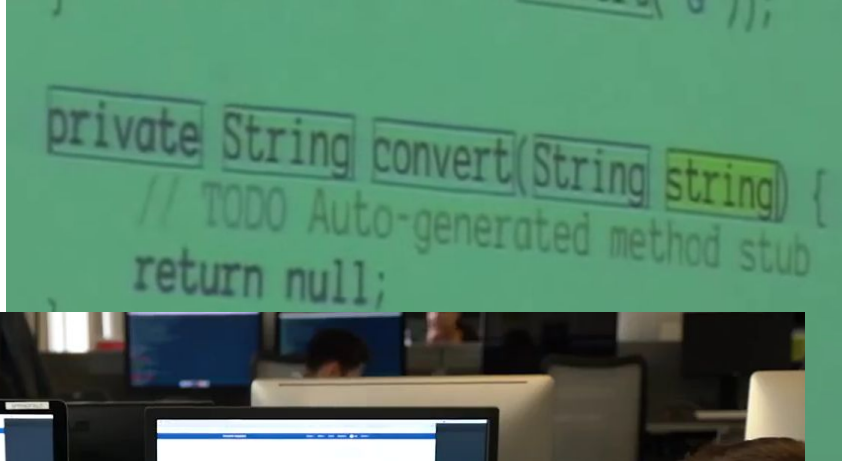 private String convert(String string) {
// TODO Auto-generated method stub
return null;
}